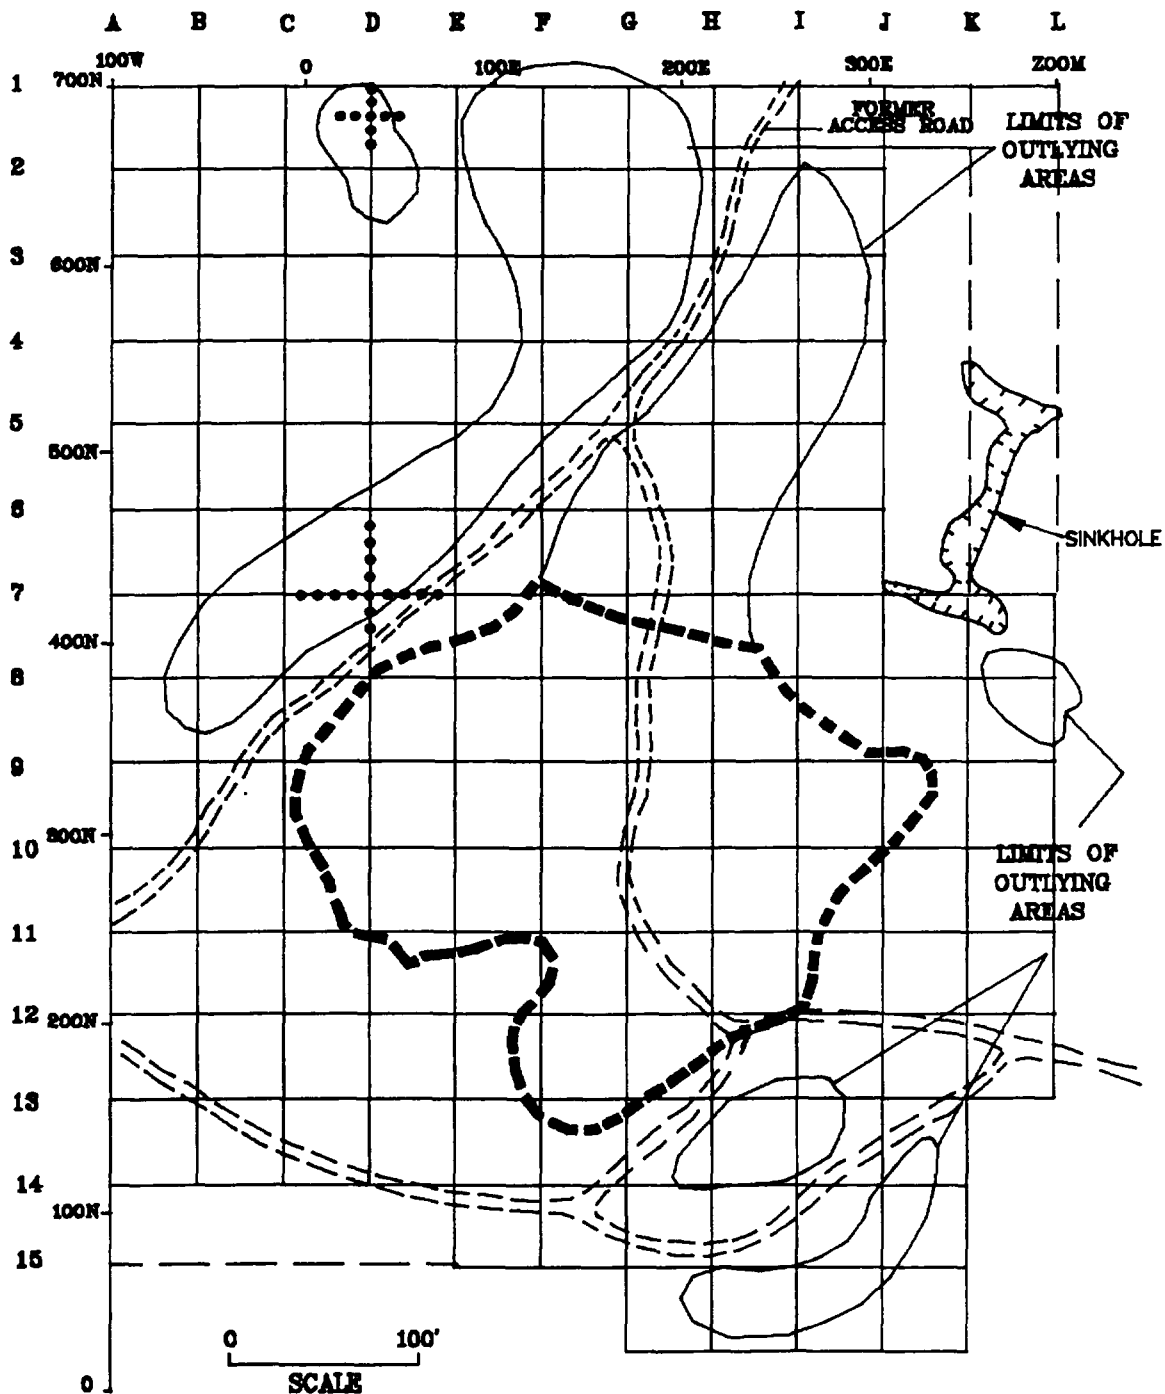 A B C D E F G H I J K L
100W 0 100E 200E 300E ZOOM
1 700N
FORMER
ACCESS ROAD
LIMITS OF
OUTLYING
AREAS
2
3
600N
4
5
500N
6
SINKHOLE
7
400N
8
9
300N
10
LIMITS OF
OUTLYING
AREAS
11
12 200N
13
14
100N
15
0 100'
SCALE
0